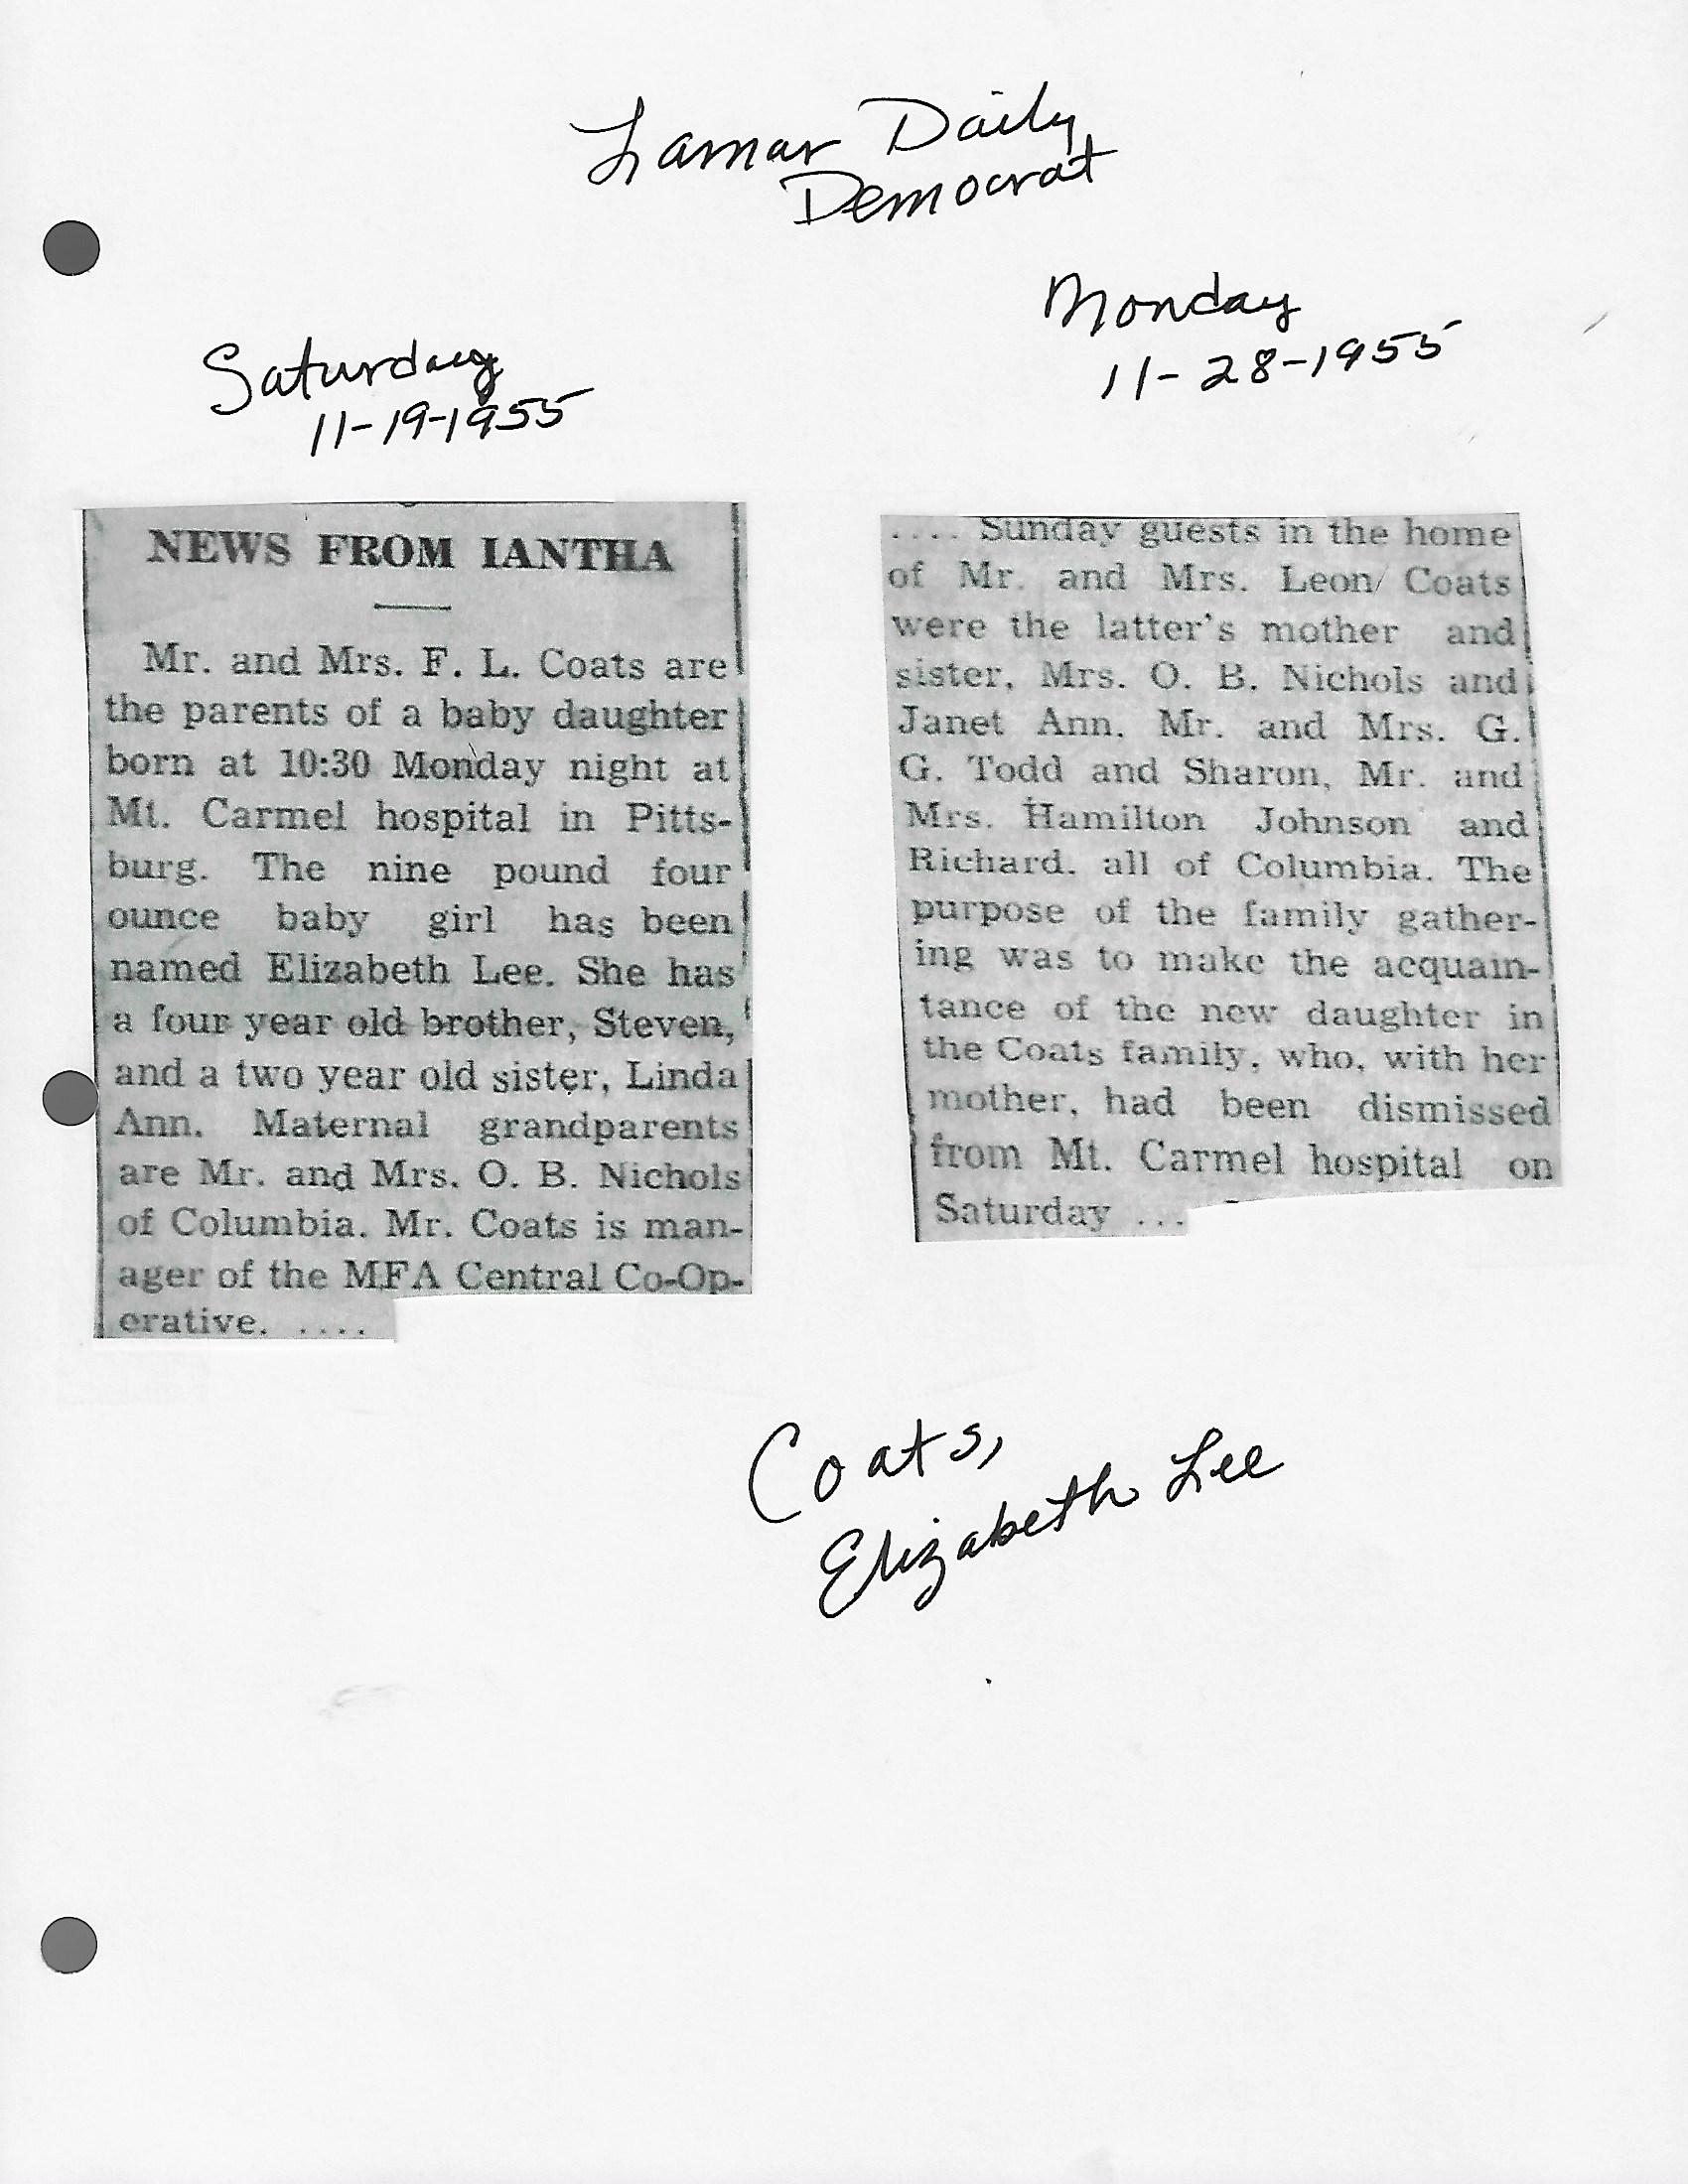 Lamar Daily
Democrat
Saturday
11-19-1955
NEWS FROM IANTHA
Mr. and Mrs. F. L. Coats are
the parents of a baby daughter
born at 10:30 Monday night at
Mt. Carmel hospital in Pitts-
burg. The nine pound four
ounce baby girl has been
named Elizabeth Lee. She has
a four year old brother, Steven,
and a two year old sister, Linda
Ann. Maternal grandparents
are Mr. and Mrs. O. B. Nichols
of Columbia. Mr. Coats is man-
ager of the MFA Central Co-Op-
erative. ....
Monday
11-28-1955
.... Sunday guests in the home
of Mr. and Mrs. Leon Coats
were the latter's mother and
sister, Mrs. O. B. Nichols and
Janet Ann, Mr. and Mrs. G.
G. Todd and Sharon, Mr. and
Mrs. Hamilton Johnson and
Richard, all of Columbia. The
purpose of the family gather-
ing was to make the acquain-
tance of the new daughter in
the Coats family, who, with her
mother, had been dismissed
from Mt. Carmel hospital on
Saturday ...
Coats,
Elizabeth Lee